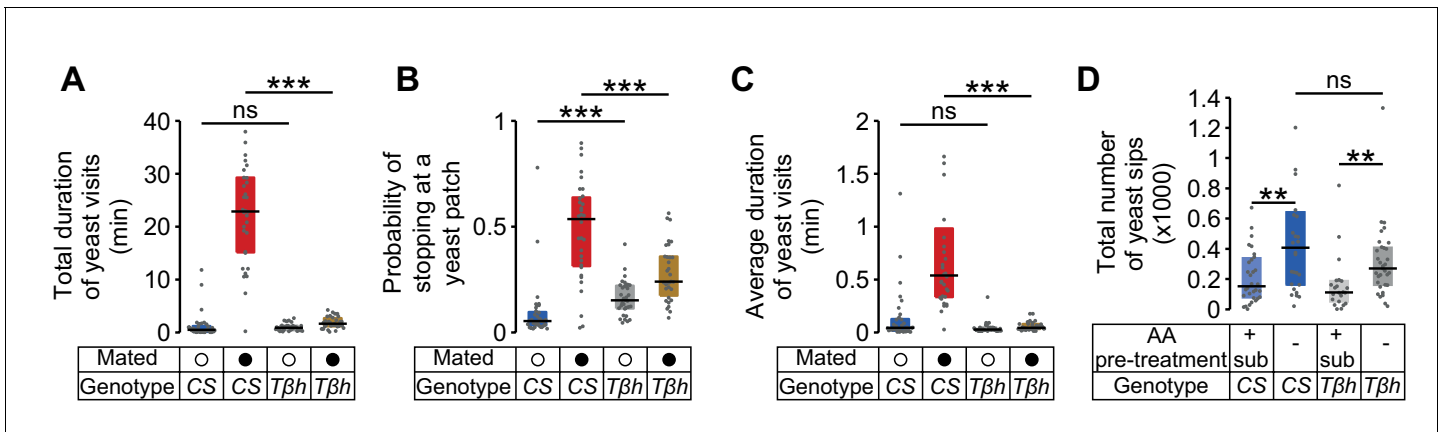 A
Total duration
of yeast visits
(min)
40
30
20
10
0
ns
***
Mated
Genotype CS CS Tβh Tβh
B
Probability of
stopping at a
yeast patch
1
0.5
0
***
***
Mated
Genotype CS CS Tβh Tβh
C
Average duration
of yeast visits
(min)
2
1.5
1
0.5
0
ns
***
Mated
Genotype CS CS Tβh Tβh
D
Total number
of yeast sips
(x1000)
1.4
1.2
1
0.8
0.6
0.4
0.2
0
ns
**
**
AA + - + -
pre-treatment sub sub
Genotype CS CS Tβh Tβh